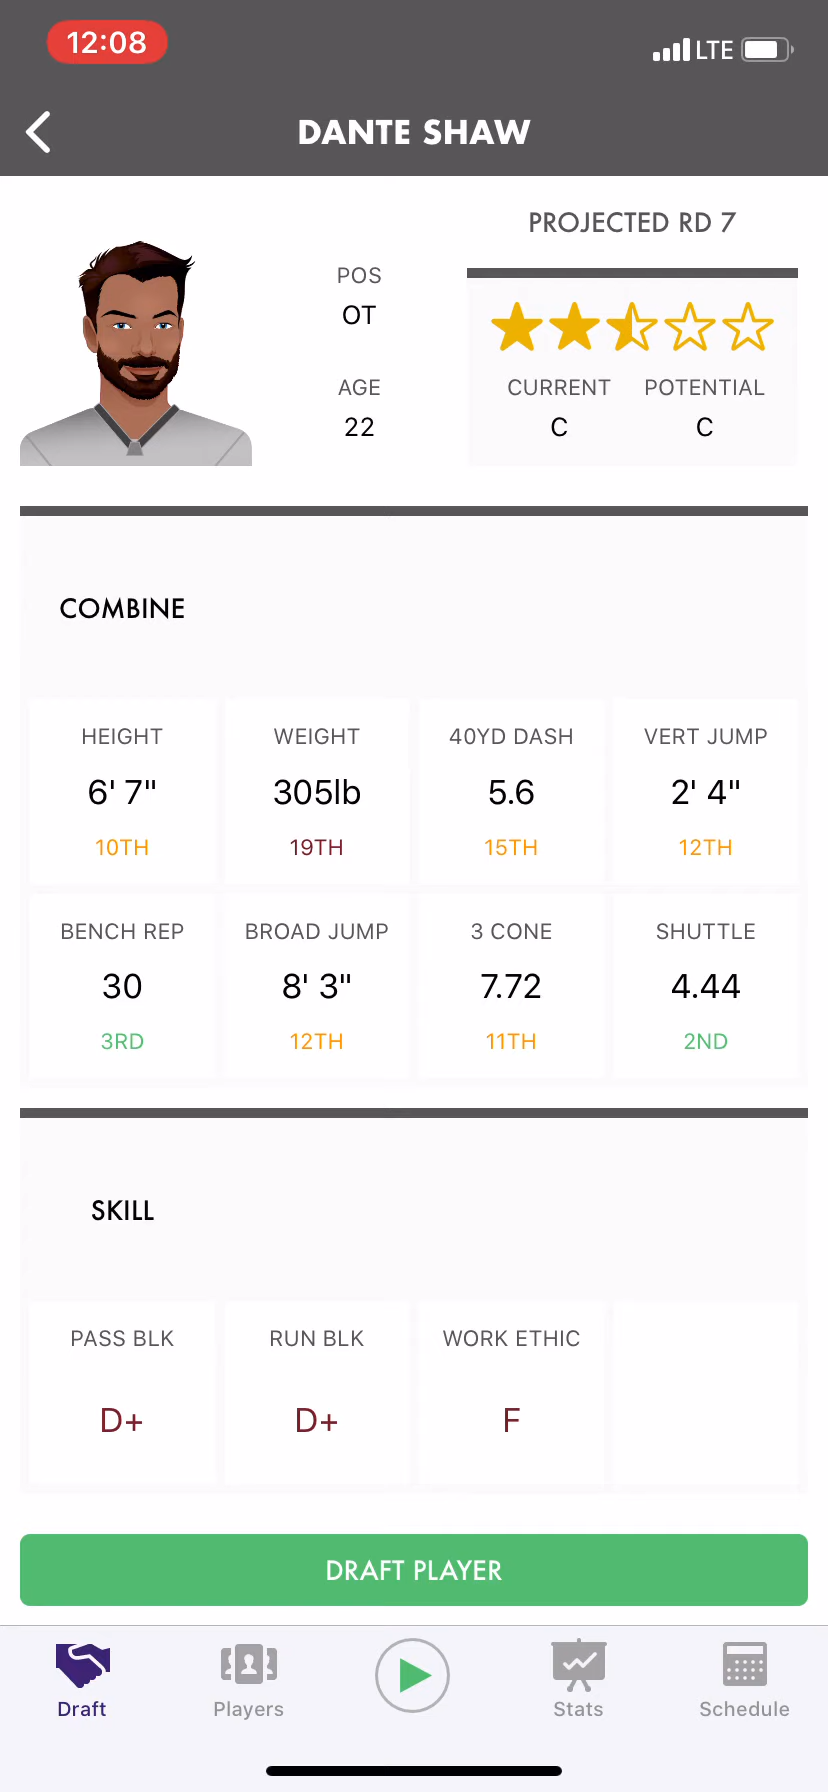 12:08
LTE
DANTE SHAW
PROJECTED RD 7
POS
OT
AGE
22
CURRENT POTENTIAL
C C
COMBINE
HEIGHT WEIGHT 40YD DASH VERT JUMP
6' 7" 305lb 5.6 2' 4"
10TH 19TH 15TH 12TH
BENCH REP BROAD JUMP 3 CONE SHUTTLE
30 8' 3" 7.72 4.44
3RD 12TH 11TH 2ND
SKILL
PASS BLK RUN BLK WORK ETHIC
D+ D+ F
DRAFT PLAYER
Draft Players Stats Schedule